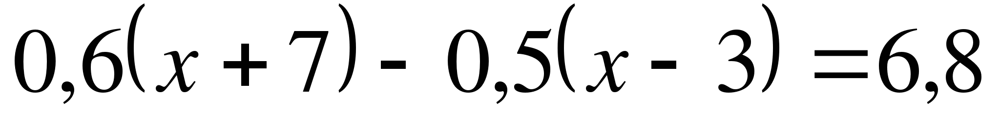 0,6(x + 7) - 0,5(x - 3) =6,8